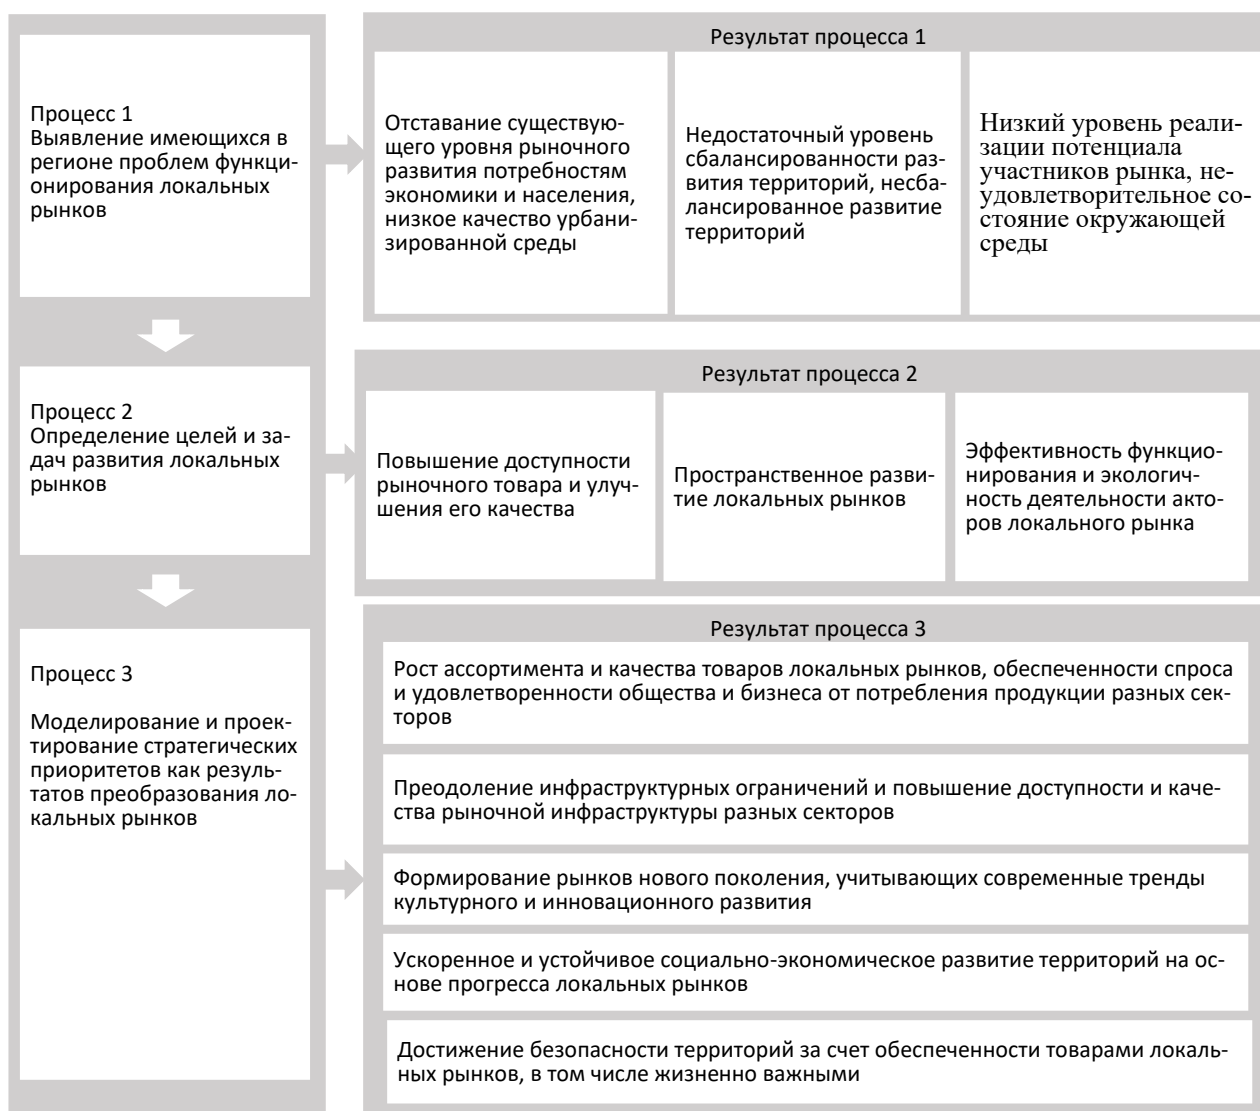 Процесс 1
Выявление имеющихся в
регионе проблем функци-
онирования локальных
рынков
Результат процесса 1
Отставание существую-
щего уровня рыночного
развития потребностям
экономики и населения,
низкое качество урбани-
зированной среды
Недостаточный уровень
сбалансированности раз-
вития территорий, несба-
лансированное развитие
территорий
Низкий уровень реали-
зации потенциала
участников рынка, не-
удовлетворительное со-
стояние окружающей
среды
Процесс 2
Определение целей и за-
дач развития локальных
рынков
Результат процесса 2
Повышение доступности
рыночного товара и улуч-
шения его качества
Пространственное разви-
тие локальных рынков
Эффективность функцио-
нирования и экологич-
ность деятельности акто-
ров локального рынка
Процесс 3
Моделирование и проек-
тирование стратегических
приоритетов как резуль-
татов преобразования ло-
кальных рынков
Результат процесса 3
Рост ассортимента и качества товаров локальных рынков, обеспеченности спроса
и удовлетворенности общества и бизнеса от потребления продукции разных сек-
торов
Преодоление инфраструктурных ограничений и повышение доступности и каче-
ства рыночной инфраструктуры разных секторов
Формирование рынков нового поколения, учитывающих современные тренды
культурного и инновационного развития
Ускоренное и устойчивое социально-экономическое развитие территорий на ос-
нове прогресса локальных рынков
Достижение безопасности территорий за счет обеспеченности товарами локаль-
ных рынков, в том числе жизненно важными